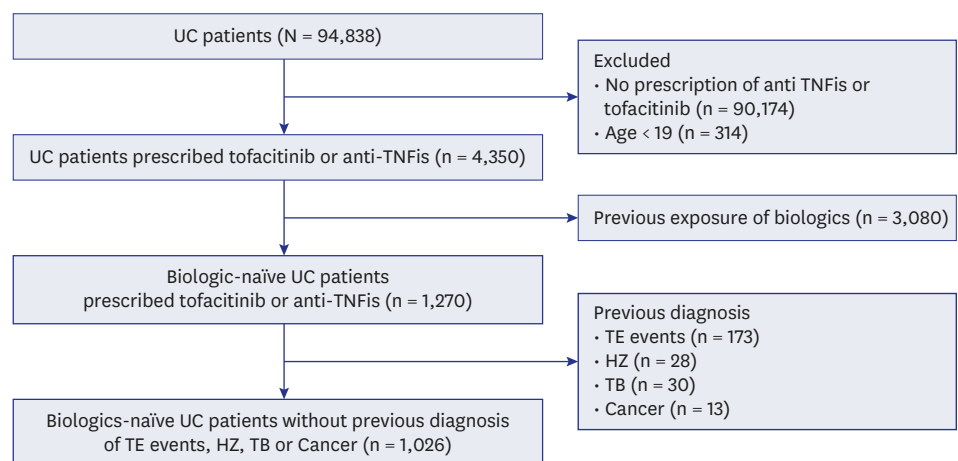 UC patients (N = 94,838)
Excluded
· No prescription of anti TNFis or
tofacitinib (n = 90,174)
· Age < 19 (n = 314)
UC patients prescribed tofacitinib or anti-TNFis (n = 4,350)
Previous exposure of biologics (n = 3,080)
Biologic-naïve UC patients
prescribed tofacitinib or anti-TNFis (n = 1,270)
Previous diagnosis
· TE events (n = 173)
· HZ (n = 28)
· TB (n = 30)
· Cancer (n = 13)
Biologics-naïve UC patients without previous diagnosis
of TE events, HZ, TB or Cancer (n = 1,026)